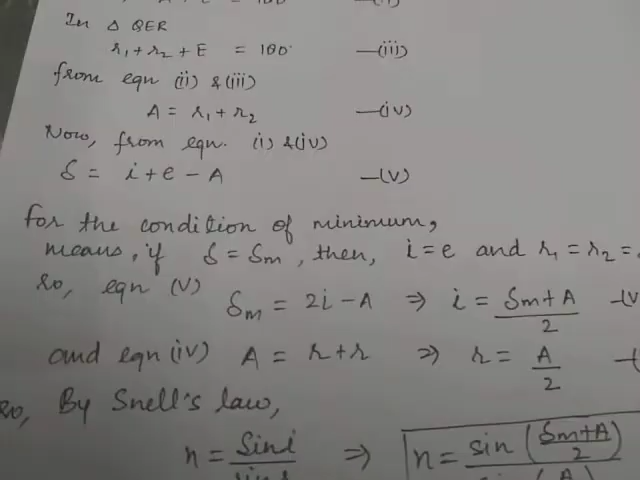 In Δ QER
r₁+r₂+E = 180° —(iii)
from eqn (ii) &(iii)
A = r₁+r₂ —(iv)
Now, from eqn. (i) &(iv)
δ = i+e-A —(v)
for the condition of minimum,
means, if δ = δm, then, i=e and r₁=r₂=
so, eqn (v)
δm = 2i-A ⇒ i = δm+A/2 —(v
and eqn(iv) A = r+r ⇒ r = A/2 —(
so, By Snell's law,
n = Sini/ ⇒ n = sin (δm+A/2)/